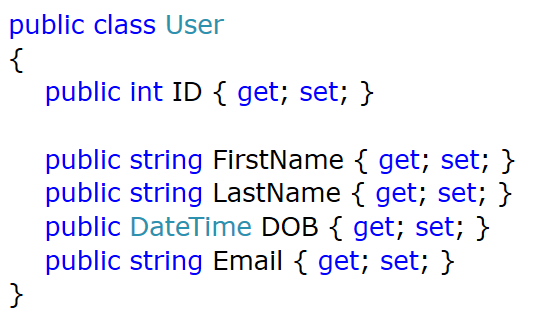 public class User
{
public int ID { get; set; }
public string FirstName { get; set; }
public string LastName { get; set; }
public DateTime DOB { get; set; }
public string Email { get; set; }
}